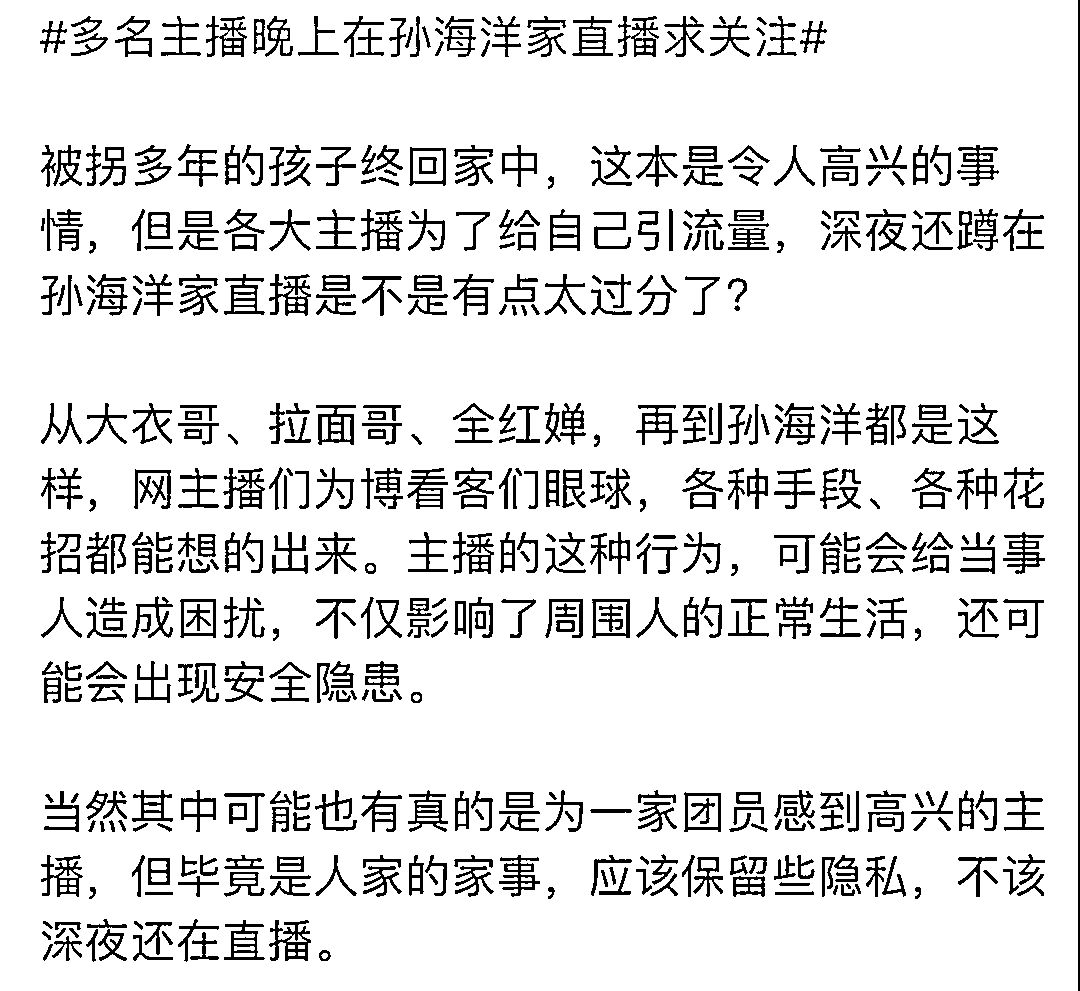 #多名主播晚上在孙海洋家直播求关注#
被拐多年的孩子终回家中，这本是令人高兴的事
情，但是各大主播为了给自己引流量，深夜还蹲在
孙海洋家直播是不是有点太过分了？
从大衣哥、拉面哥、全红婵，再到孙海洋都是这
样，网主播们为博看客们眼球，各种手段、各种花
招都能想的出来。主播的这种行为，可能会给当事
人造成困扰，不仅影响了周围人的正常生活，还可
能会出现安全隐患。
当然其中可能也有真的是为一家团员感到高兴的主
播，但毕竟是人家的家事，应该保留些隐私，不该
深夜还在直播。